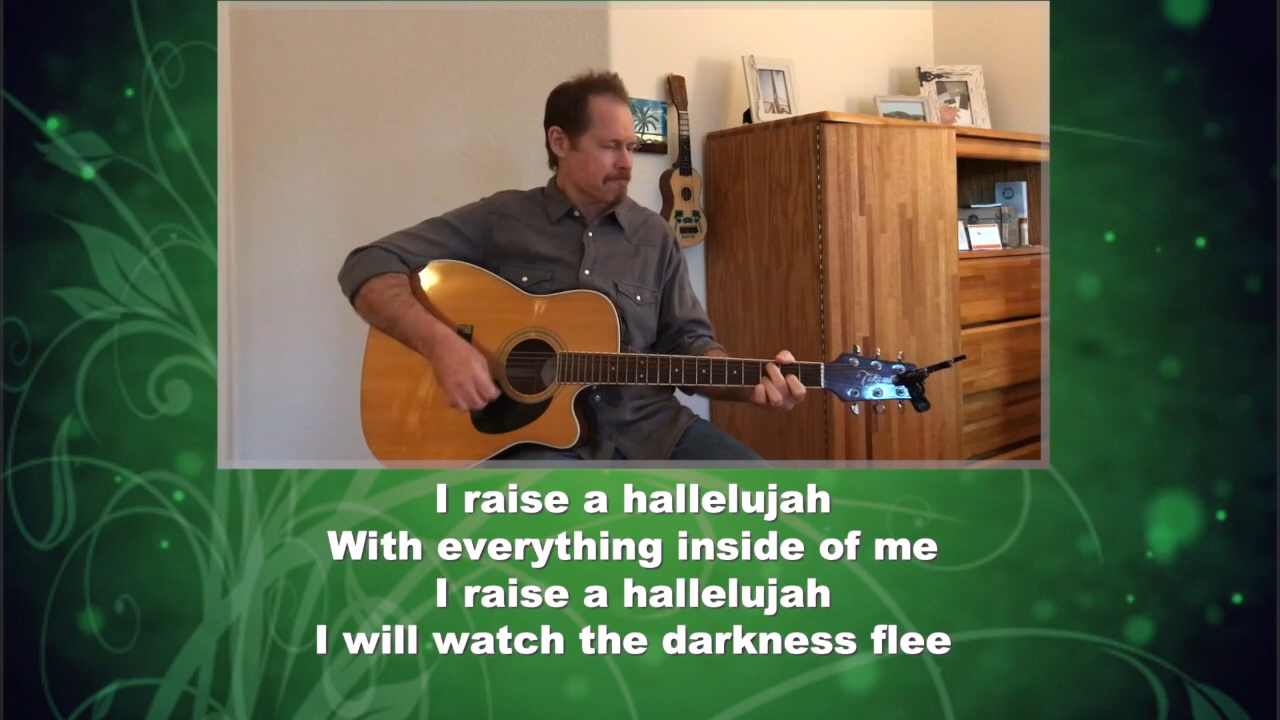 I raise a hallelujah
With everything inside of me
I raise a hallelujah
I will watch the darkness flee